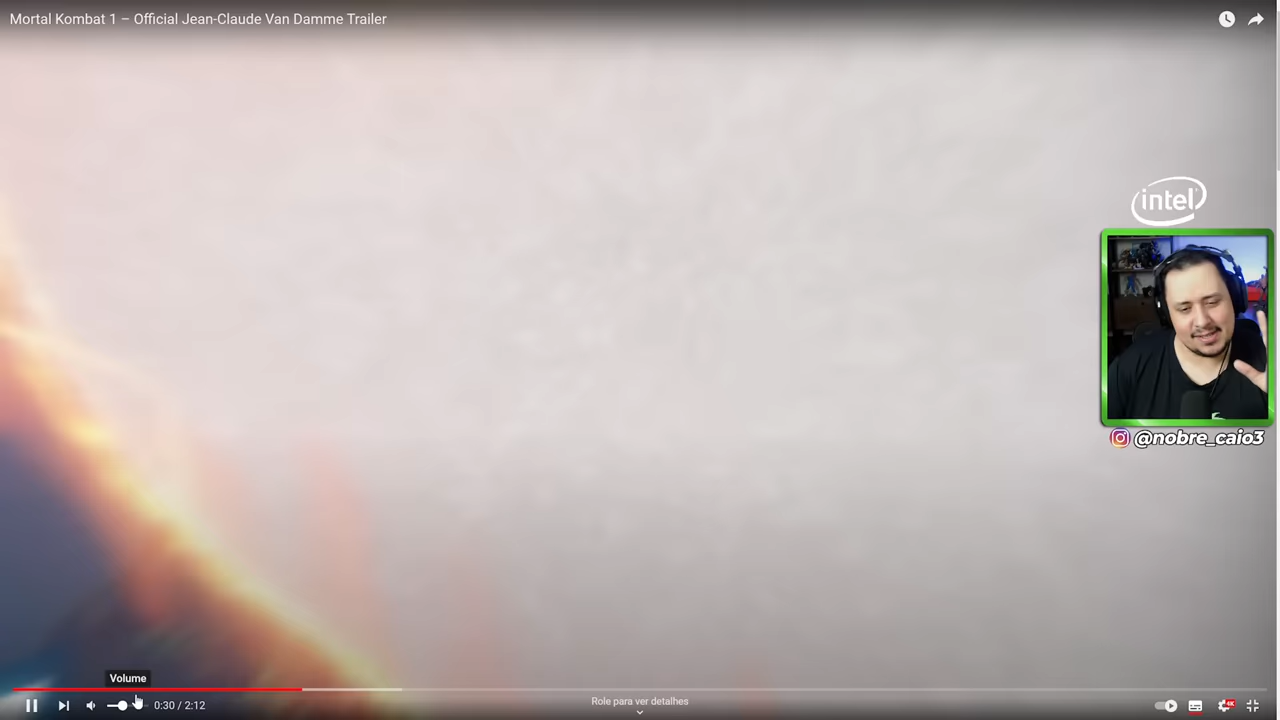 Mortal Kombat 1 – Official Jean-Claude Van Damme Trailer
intel
@nobre_caio3
Volume
0:30 / 2:12
Role para ver detalhes
4K